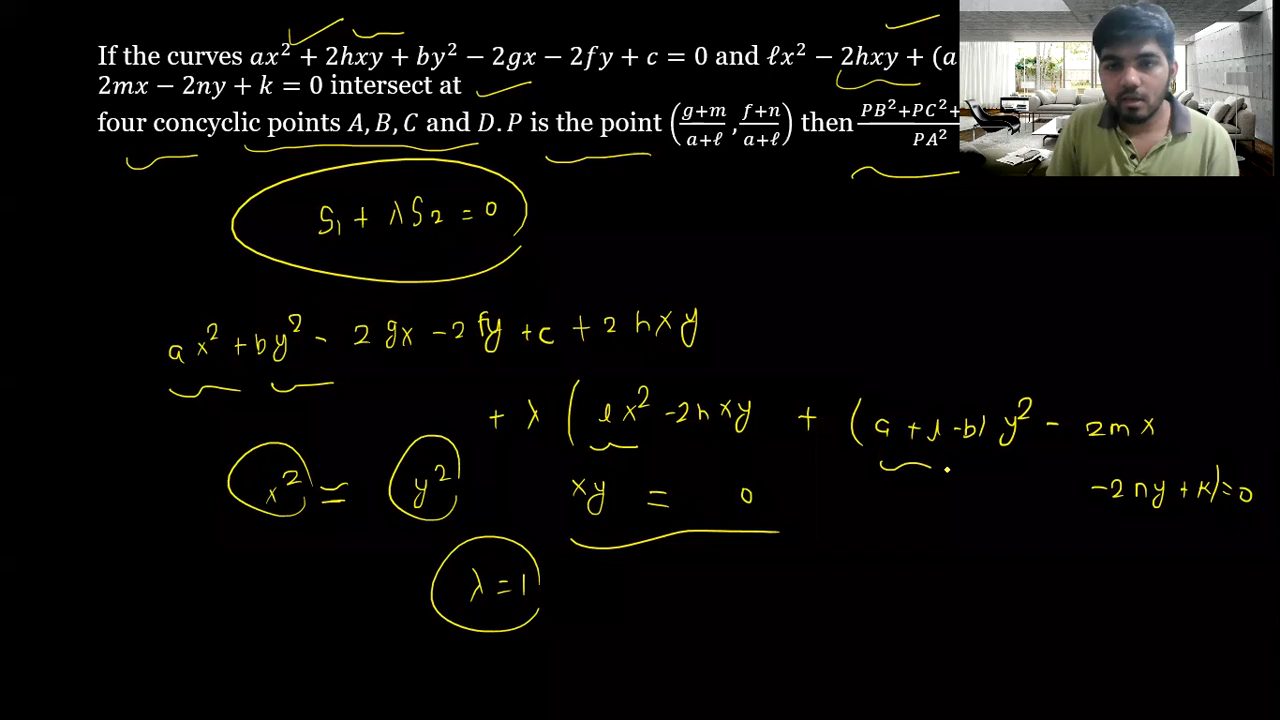 If the curves ax² + 2hxy + by² − 2gx − 2fy + c = 0 and ℓx² − 2hxy + (a
2mx − 2ny + k = 0 intersect at
four concyclic points A, B, C and D. P is the point ((g+m)/(a+ℓ), (f+n)/(a+ℓ)) then (PB²+PC²+)/(PA²)
S₁ + λS₂ = 0
ax² + by² - 2gx - 2fy + c + 2hxy
+ λ (lx² - 2hxy + (a + l - b) y² - 2mx
x² = y² xy = 0 - 2ny + k) = 0
λ = 1